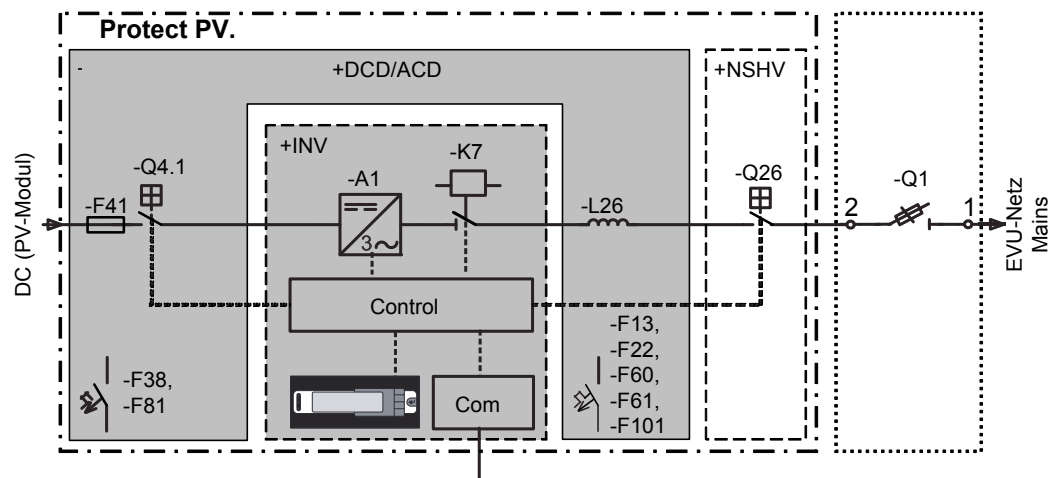 Protect PV.
-
+DCD/ACD
+NSHV
+INV
-Q4.1
-K7
-A1
-Q26
-Q1
-F41
-L26
2
1
3
DC (PV-Modul)
EVU-Netz
Mains
Control
-F13,
-F22,
-F60,
-F61,
-F101
-F38,
-F81
Com